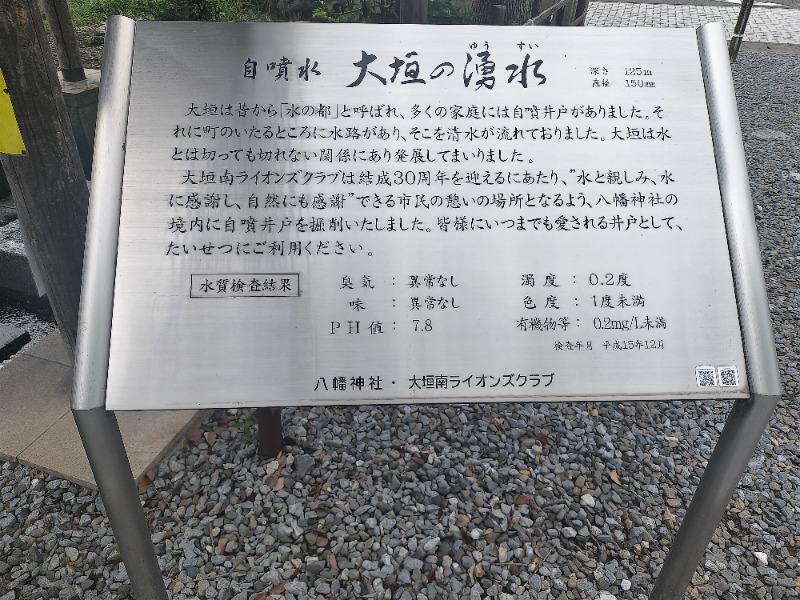 自噴水 大垣の湧水 深さ 125m
ゆう すい 直径 150mm
大垣は昔から「水の都」と呼ばれ、多くの家庭には自噴井戸がありました。そ
れに町のいたるところに水路があり、そこを清水が流れておりました。大垣は水
とは切っても切れない関係にあり発展してまいりました。
大垣南ライオンズクラブは結成30周年を迎えるにあたり、”水と親しみ、水
に感謝し、自然にも感謝”できる市民の憩いの場所となるよう、八幡神社の
境内に自噴井戸を掘削いたしました。皆様にいつまでも愛される井戸として、
たいせつにご利用ください。
水質検査結果 臭気 : 異常なし 濁度 : 0.2度
味 : 異常なし 色度 : 1度未満
PH値 : 7.8 有機物等 : 0.2mg/L未満
検査年月 平成15年12月
八幡神社・大垣南ライオンズクラブ